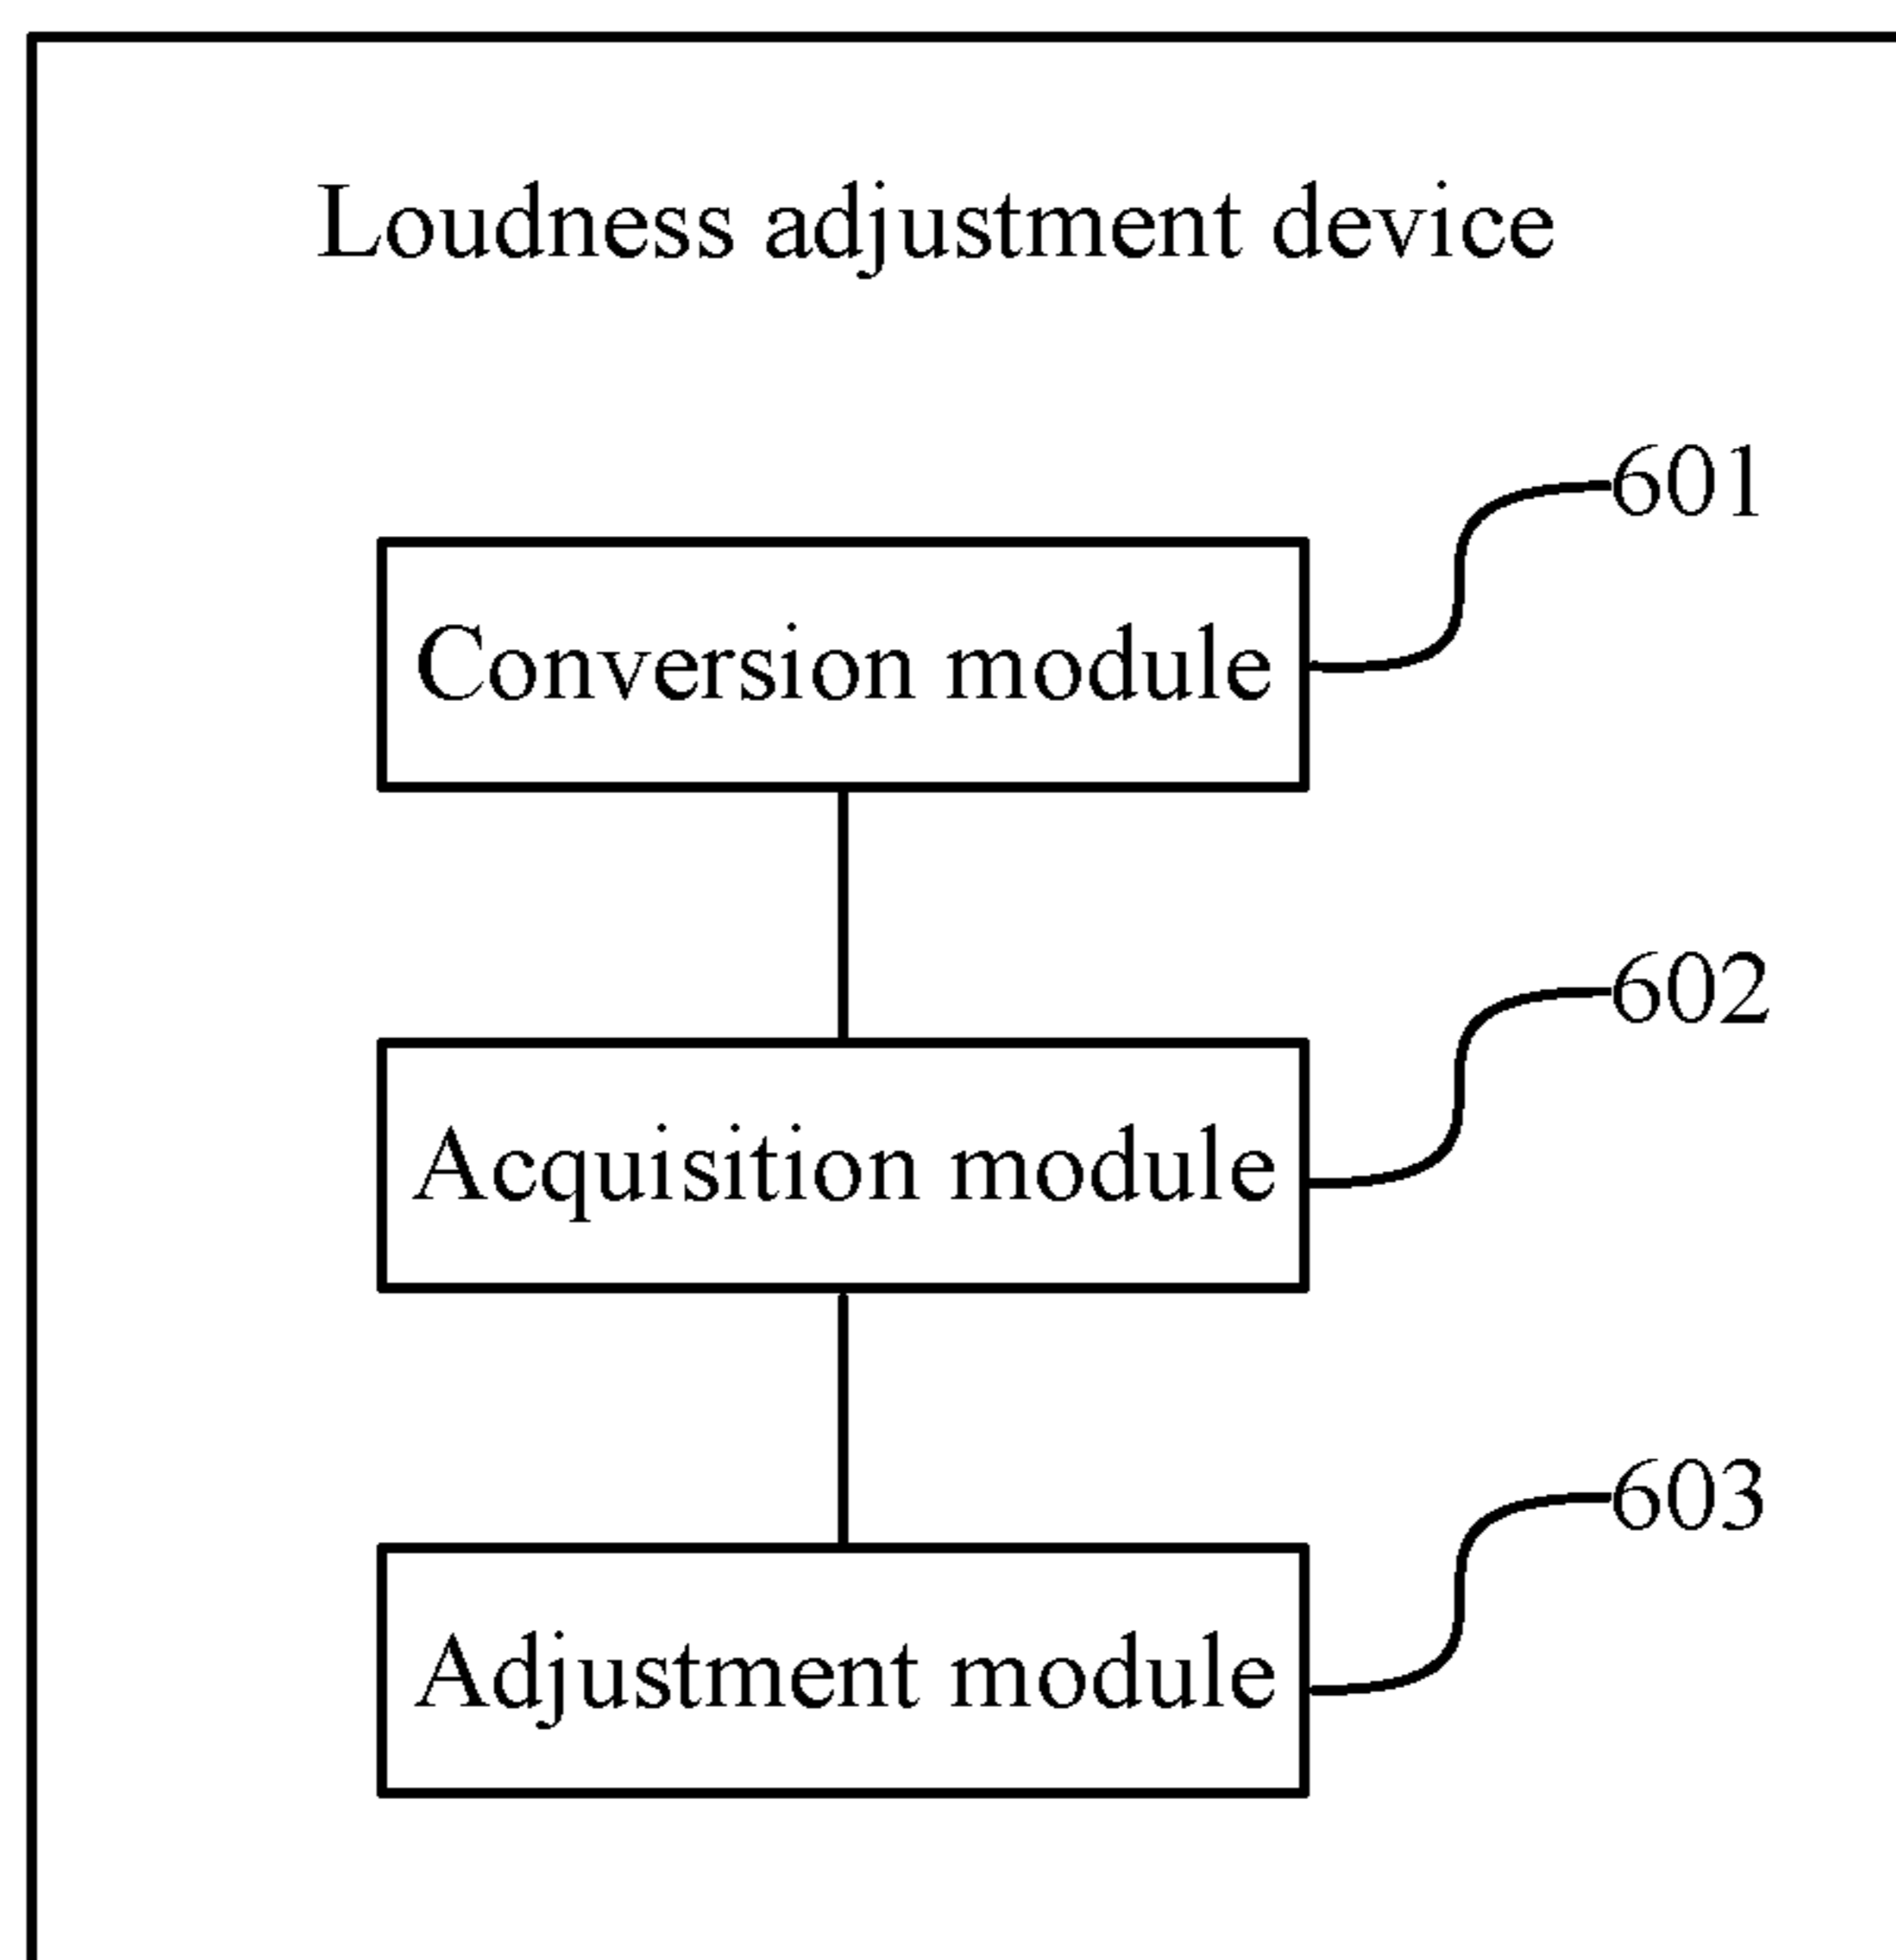 Loudness adjustment device
601
Conversion module
602
Acquisition module
603
Adjustment module